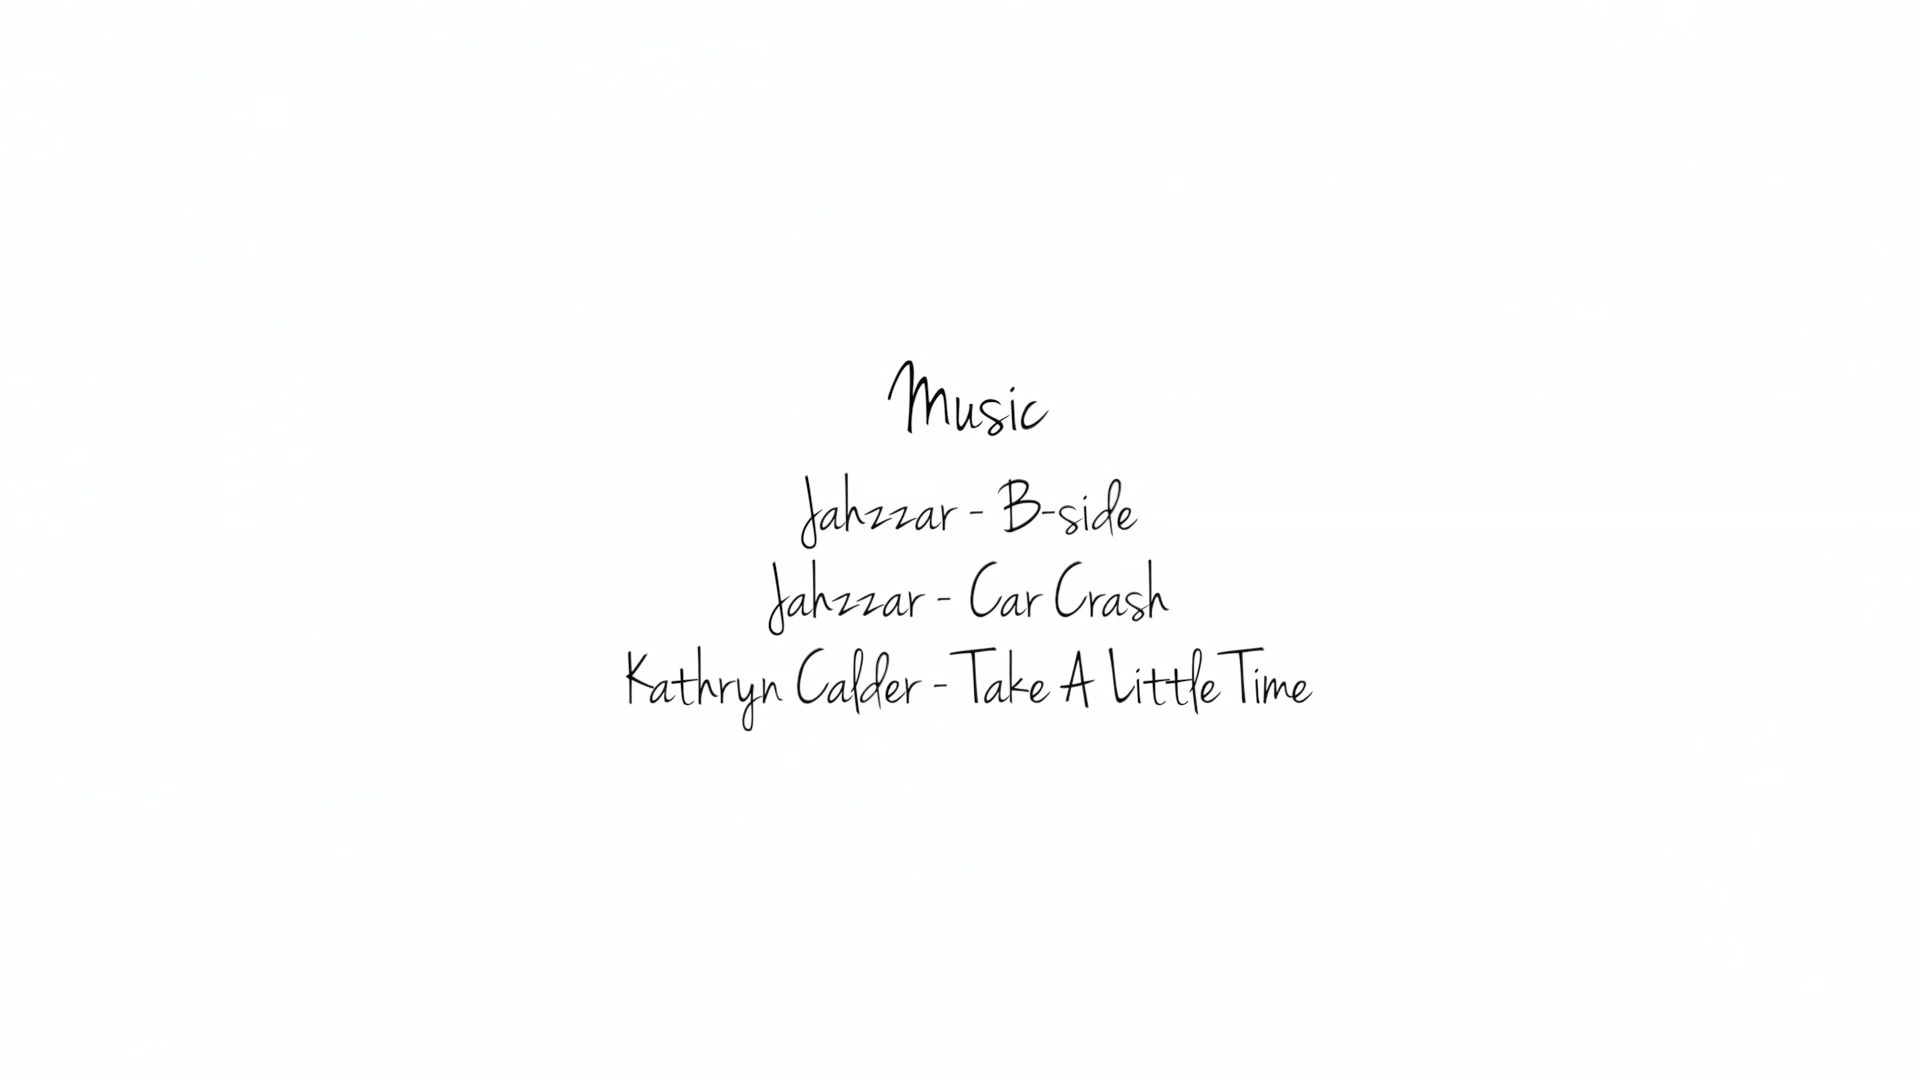 Music
Jahzzar - B-side
Jahzzar - Car Crash
Kathryn Calder - Take A Little Time